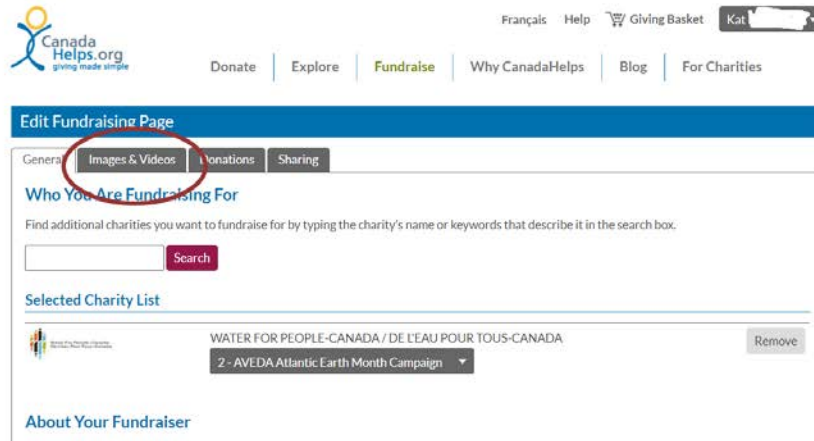 Français Help Giving Basket Kat
Canada
Helps.org
giving made simple
Donate Explore Fundraise Why CanadaHelps Blog For Charities
Edit Fundraising Page
General Images & Videos Donations Sharing
Who You Are Fundraising For
Find additional charities you want to fundraise for by typing the charity's name or keywords that describe it in the search box.
Search
Selected Charity List
WATER FOR PEOPLE-CANADA / DE L'EAU POUR TOUS-CANADA
Remove
2 - AVEDA Atlantic Earth Month Campaign
About Your Fundraiser